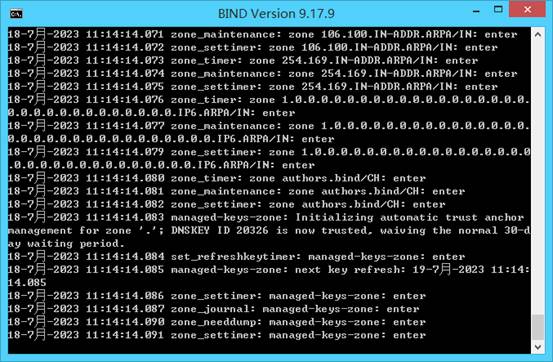 BIND Version 9.17.9
18-7月-2023 11:14:14.071 zone_maintenance: zone 106.100.IN-ADDR.ARPA/IN: enter
18-7月-2023 11:14:14.072 zone_settimer: zone 106.100.IN-ADDR.ARPA/IN: enter
18-7月-2023 11:14:14.073 zone_timer: zone 254.169.IN-ADDR.ARPA/IN: enter
18-7月-2023 11:14:14.074 zone_maintenance: zone 254.169.IN-ADDR.ARPA/IN: enter
18-7月-2023 11:14:14.075 zone_settimer: zone 254.169.IN-ADDR.ARPA/IN: enter
18-7月-2023 11:14:14.076 zone_timer: zone 1.0.0.0.0.0.0.0.0.0.0.0.0.0.0.0.0.0.
0.0.0.0.0.0.0.0.0.0.0.0.0.0.IP6.ARPA/IN: enter
18-7月-2023 11:14:14.077 zone_maintenance: zone 1.0.0.0.0.0.0.0.0.0.0.0.0.0.0.
0.0.0.0.0.0.0.0.0.0.0.0.0.0.0.0.0.IP6.ARPA/IN: enter
18-7月-2023 11:14:14.079 zone_settimer: zone 1.0.0.0.0.0.0.0.0.0.0.0.0.0.0.0.0
.0.0.0.0.0.0.0.0.0.0.0.0.0.0.0.IP6.ARPA/IN: enter
18-7月-2023 11:14:14.080 zone_timer: zone authors.bind/CH: enter
18-7月-2023 11:14:14.081 zone_maintenance: zone authors.bind/CH: enter
18-7月-2023 11:14:14.082 zone_settimer: zone authors.bind/CH: enter
18-7月-2023 11:14:14.083 managed-keys-zone: Initializing automatic trust anchor
management for zone '.'; DNSKEY ID 20326 is now trusted, waiving the normal 30-d
ay waiting period.
18-7月-2023 11:14:14.084 set_refreshkeytimer: managed-keys-zone: enter
18-7月-2023 11:14:14.085 managed-keys-zone: next key refresh: 19-7月-2023 11:14:
14.085
18-7月-2023 11:14:14.086 zone_settimer: managed-keys-zone: enter
18-7月-2023 11:14:14.087 zone_journal: managed-keys-zone: enter
18-7月-2023 11:14:14.090 zone_needdump: managed-keys-zone: enter
18-7月-2023 11:14:14.091 zone_settimer: managed-keys-zone: enter